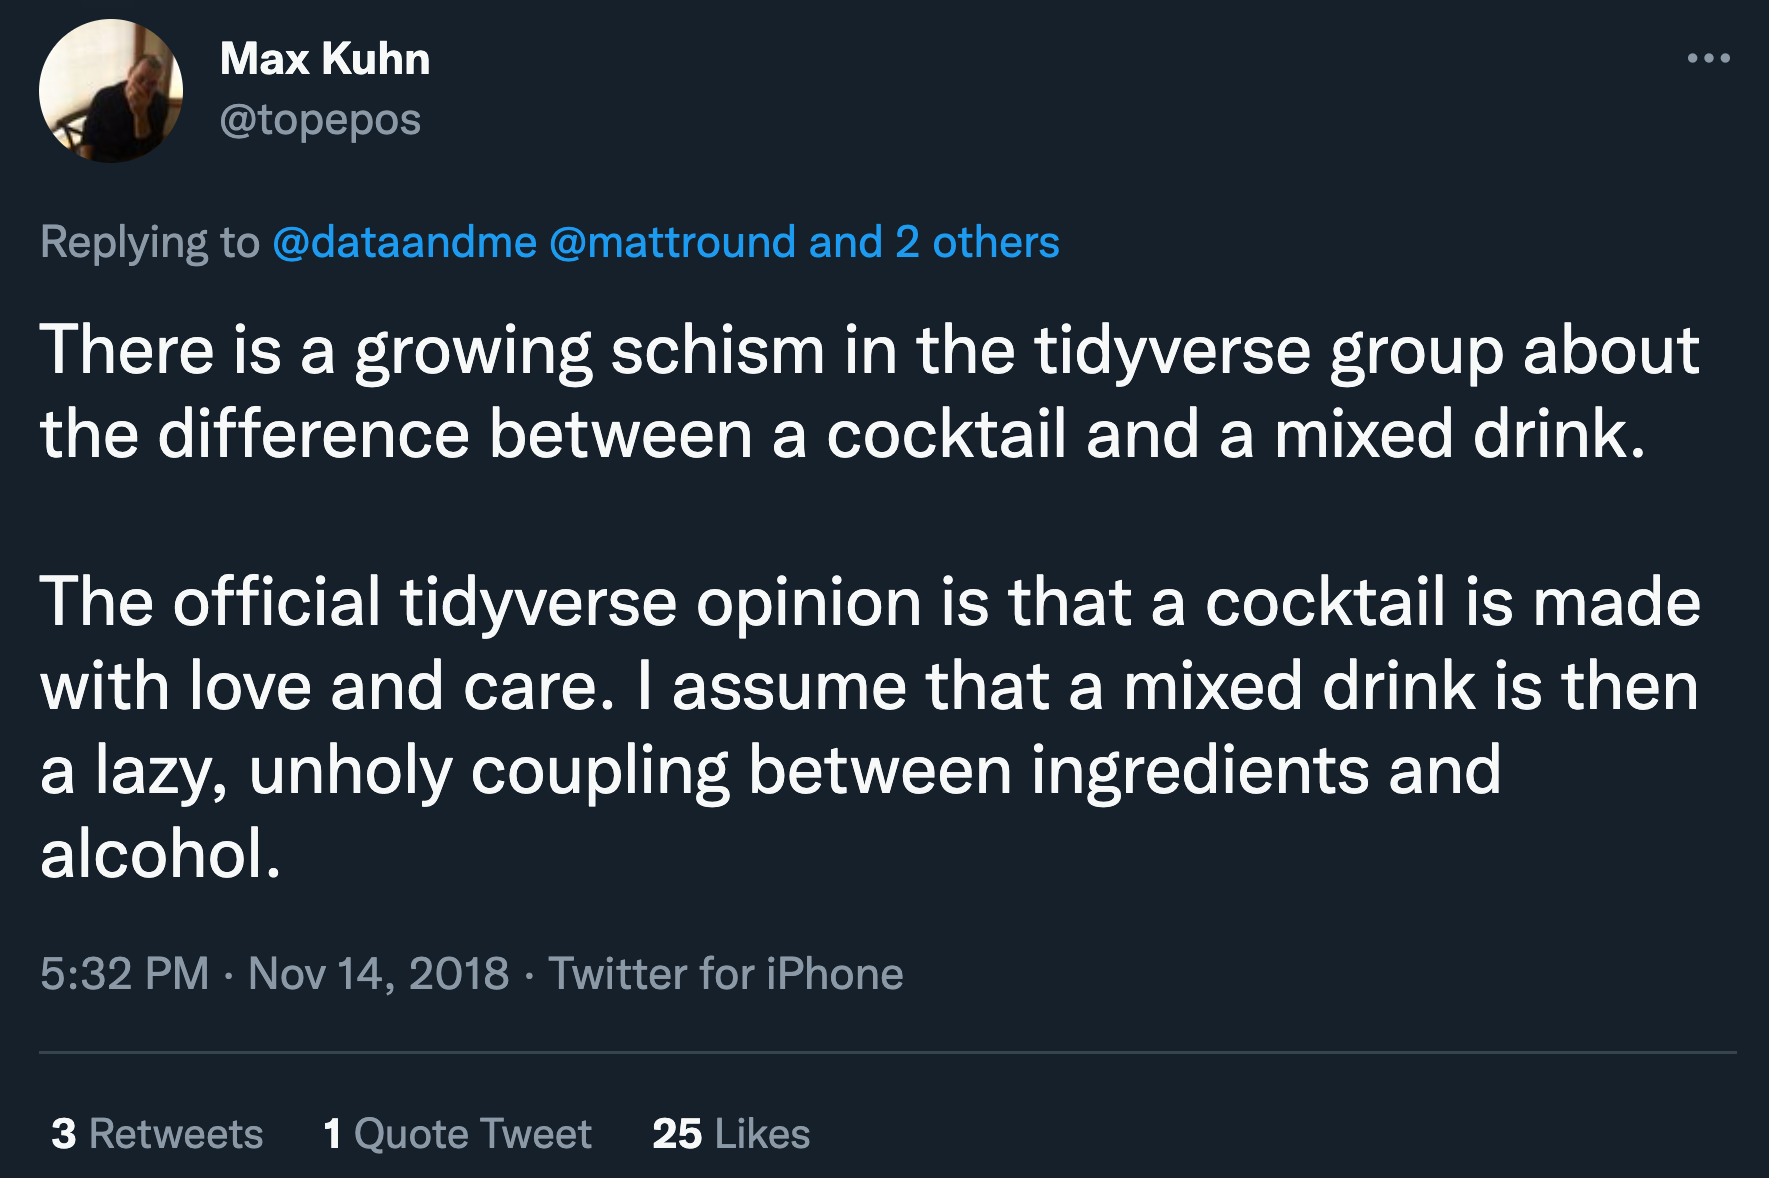 Max Kuhn
@topepos
Replying to @dataandme @mattround and 2 others
There is a growing schism in the tidyverse group about
the difference between a cocktail and a mixed drink.
The official tidyverse opinion is that a cocktail is made
with love and care. I assume that a mixed drink is then
a lazy, unholy coupling between ingredients and
alcohol.
5:32 PM · Nov 14, 2018 · Twitter for iPhone
3 Retweets 1 Quote Tweet 25 Likes